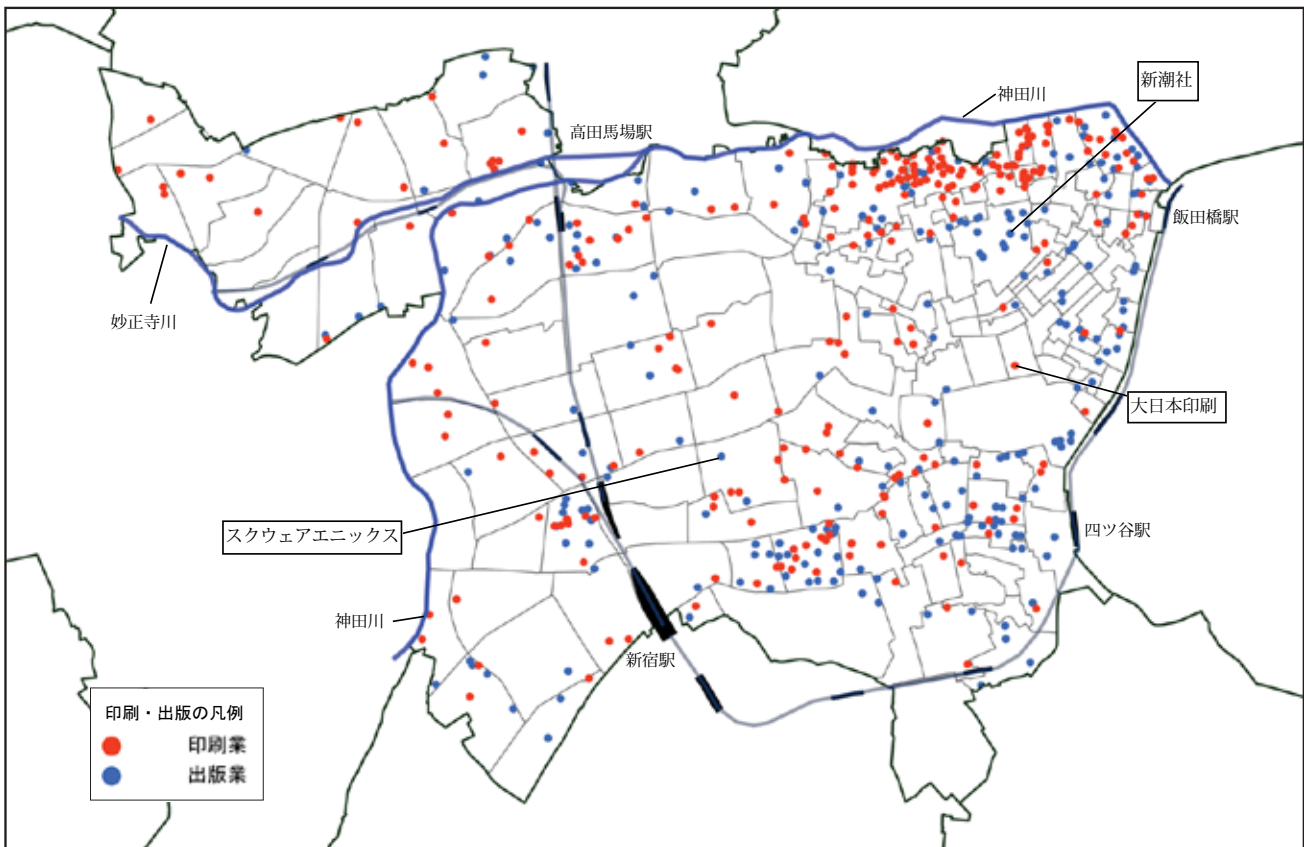 新潮社
神田川
高田馬場駅
飯田橋駅
妙正寺川
大日本印刷
スクウェアエニックス
四ツ谷駅
神田川
新宿駅
印刷・出版の凡例
印刷業
出版業